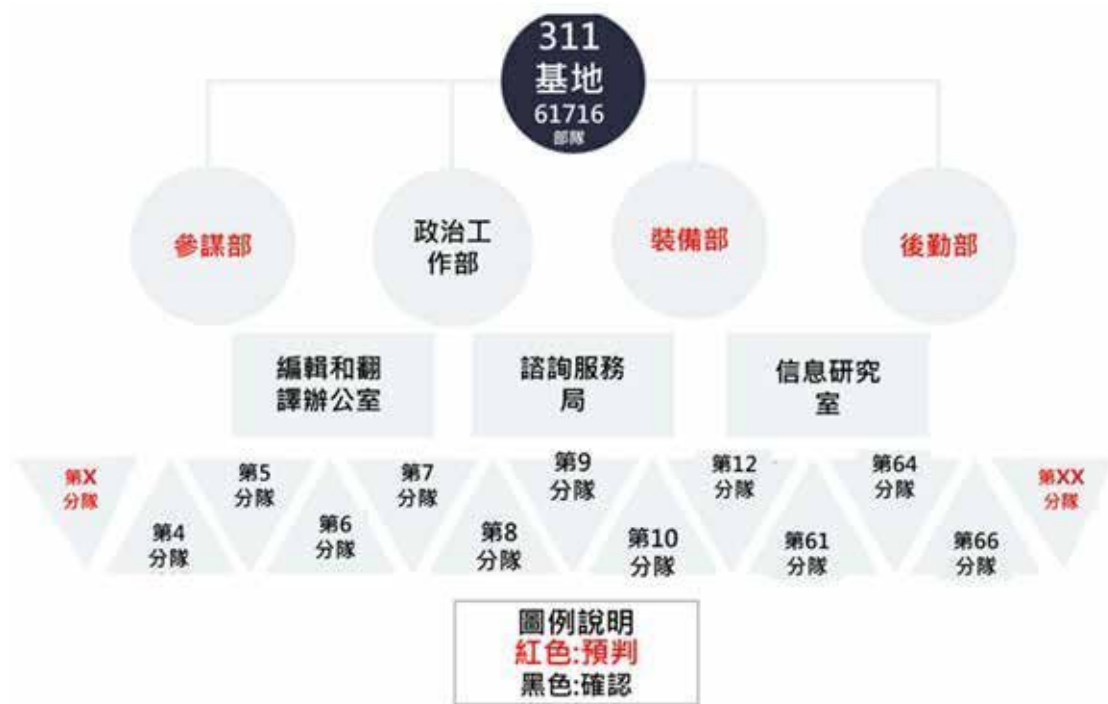 311
基地
61716
部隊
參謀部
政治工
作部
裝備部
後勤部
編輯和翻
譯辦公室
諮詢服務
局
信息研究
室
第X
分隊
第4
分隊
第5
分隊
第6
分隊
第7
分隊
第8
分隊
第9
分隊
第10
分隊
第12
分隊
第61
分隊
第64
分隊
第66
分隊
第XX
分隊
圖例說明
紅色:預判
黑色:確認